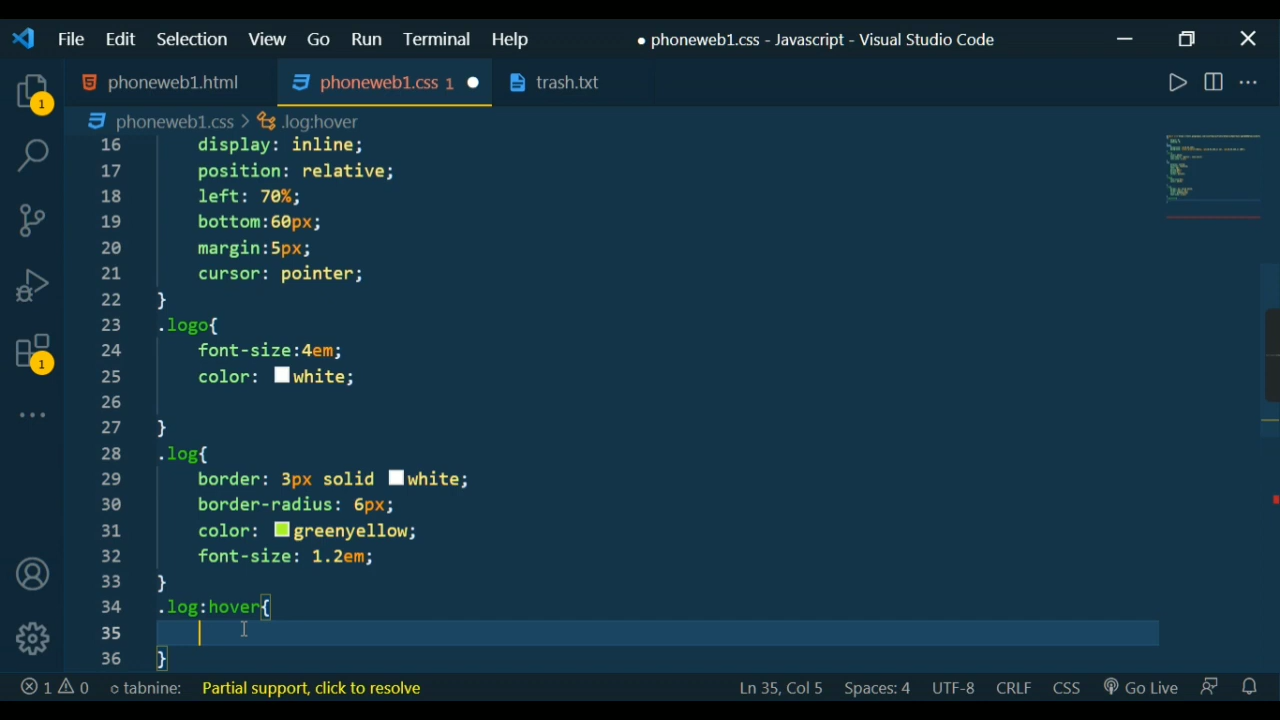 File Edit Selection View Go Run Terminal Help ● phoneweb1.css - Javascript - Visual Studio Code
phoneweb1.html phoneweb1.css 1 ● trash.txt
phoneweb1.css > .log:hover
16 display: inline;
17 position: relative;
18 left: 70%;
19 bottom:60px;
20 margin:5px;
21 cursor: pointer;
22 }
23 .logo{
24 font-size:4em;
25 color: white;
26
27 }
28 .log{
29 border: 3px solid white;
30 border-radius: 6px;
31 color: greenyellow;
32 font-size: 1.2em;
33 }
34 .log:hover{
35
36 }
1
1
1 0 tabnine: Partial support, click to resolve Ln 35, Col 5 Spaces: 4 UTF-8 CRLF CSS Go Live